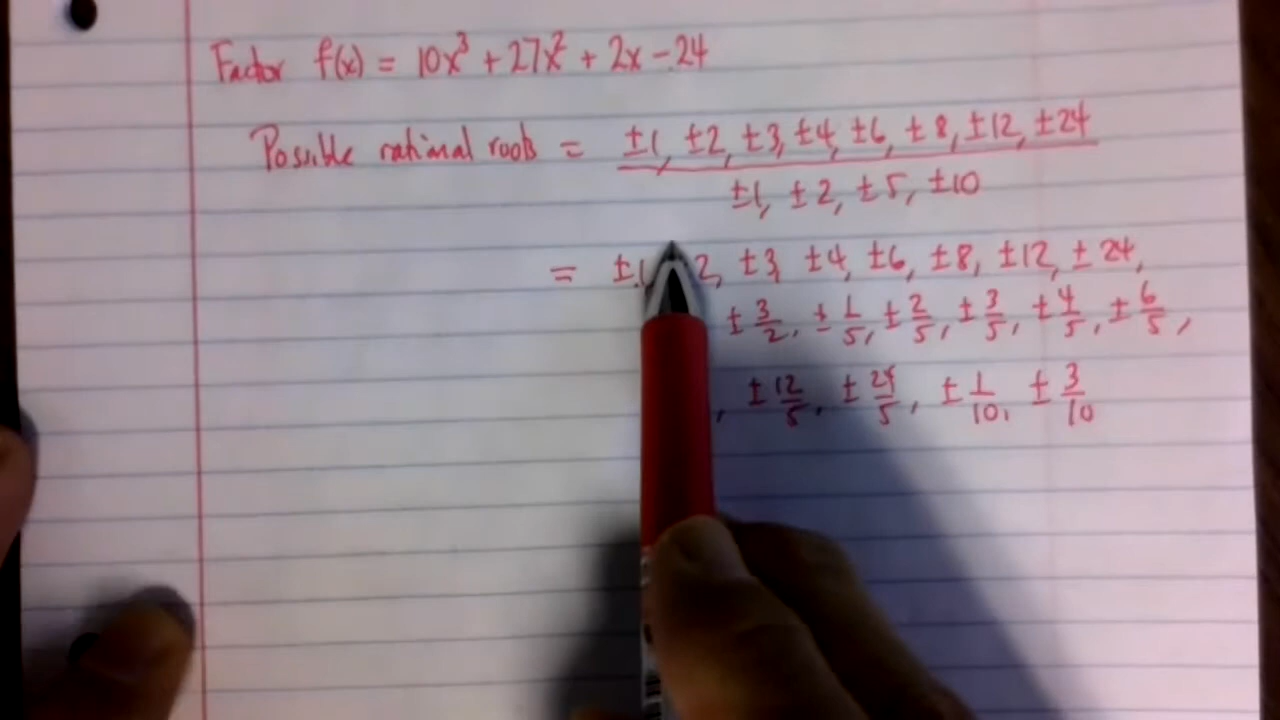 Factor f(x) = 10x³ + 27x² + 2x - 24
Possible rational roots = ±1, ±2, ±3, ±4, ±6, ±8, ±12, ±24
±1, ±2, ±5, ±10
= ±1, 2, ±3, ±4, ±6, ±8, ±12, ±24,
± 3/2, ± 1/5, ± 2/5, ± 3/5, ± 4/5, ± 6/5,
, ± 12/5, ± 24/5, ± 1/10, ± 3/10